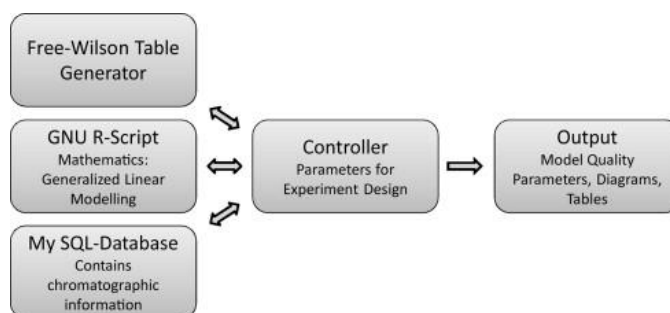 Free-Wilson Table
Generator
GNU R-Script
Mathematics:
Generalized Linear
Modelling
My SQL-Database
Contains
chromatographic
information
Controller
Parameters for
Experiment Design
Output
Model Quality
Parameters, Diagrams,
Tables